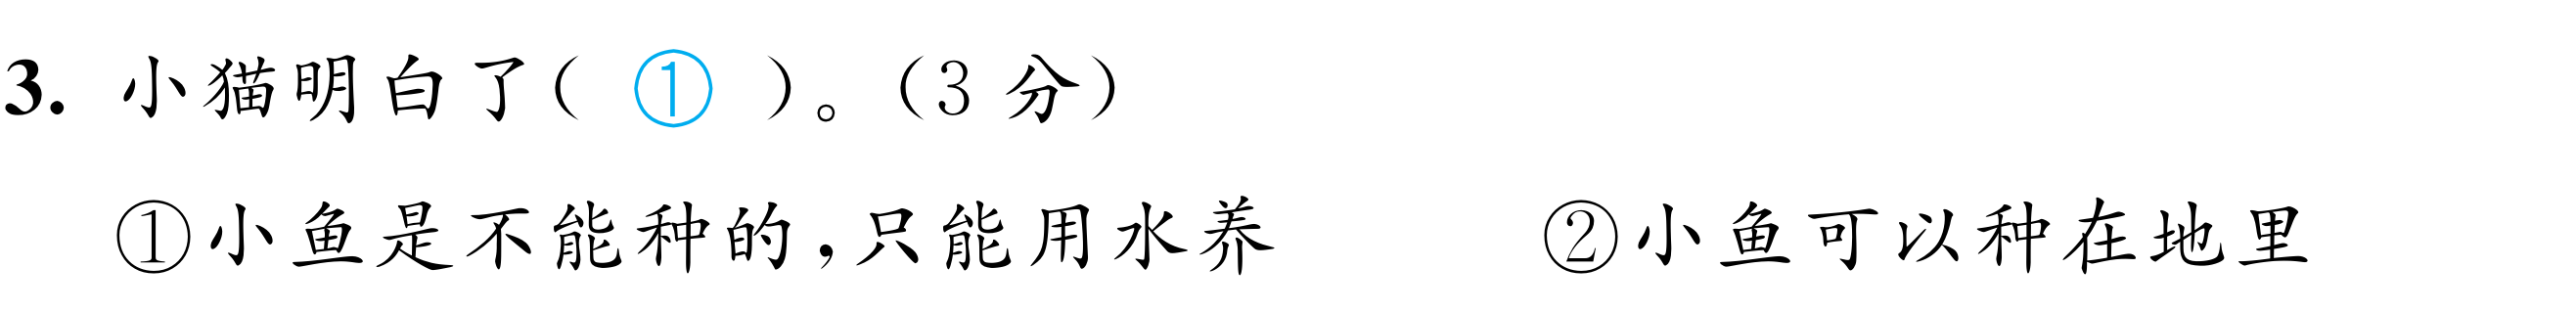 3. 小猫明白了( ① )。(3 分)
①小鱼是不能种的,只能用水养 ②小鱼可以种在地里